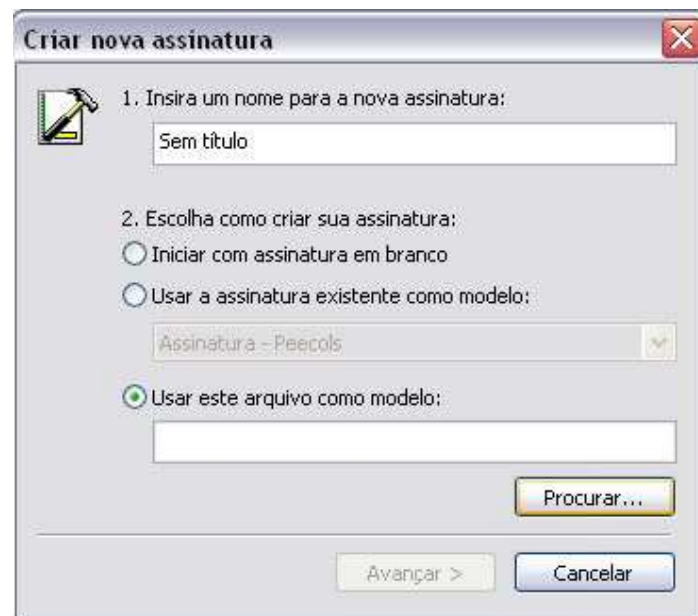 Criar nova assinatura
1. Insira um nome para a nova assinatura:
Sem título
2. Escolha como criar sua assinatura:
Iniciar com assinatura em branco
Usar a assinatura existente como modelo:
Assinatura - Peecols
Usar este arquivo como modelo:
Procurar...
Avançar >
Cancelar